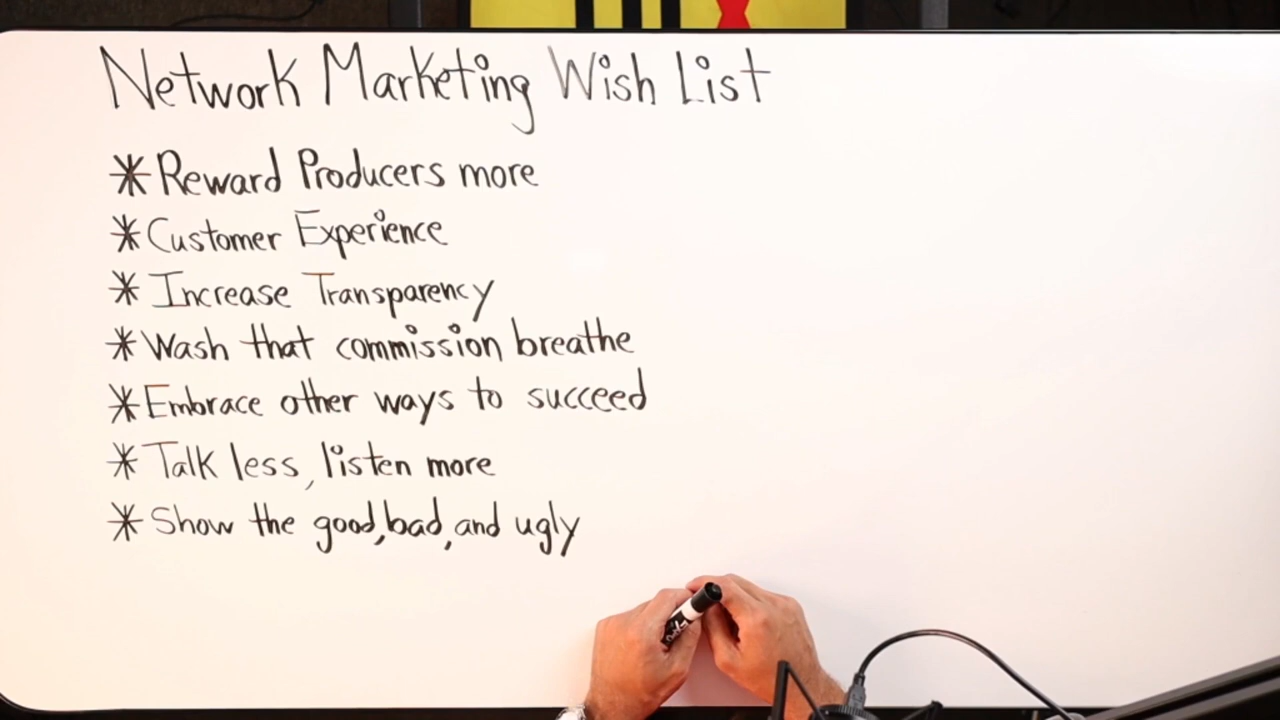 Network Marketing Wish List
* Reward Producers more
* Customer Experience
* Increase Transparency
* Wash that commission breathe
* Embrace other ways to succeed
* Talk less, listen more
* Show the good, bad, and ugly